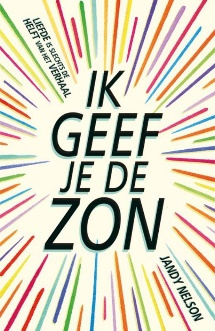 LIEFDE IS SLECHTS DE
HELFT VAN HET VERHAAL
IK
GEEF
JE DE
ZON
JANDY NELSON